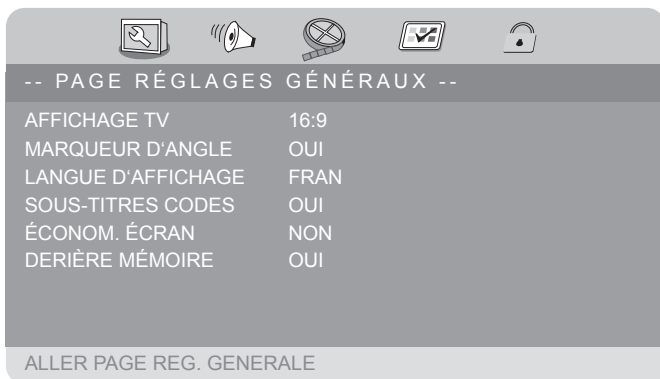 -- PAGE RÉGLAGES GÉNÉRAUX --
AFFICHAGE TV 16:9
MARQUEUR D‘ANGLE OUI
LANGUE D‘AFFICHAGE FRAN
SOUS-TITRES CODES OUI
ÉCONOM. ÉCRAN NON
DERIÈRE MÉMOIRE OUI
ALLER PAGE REG. GENERALE